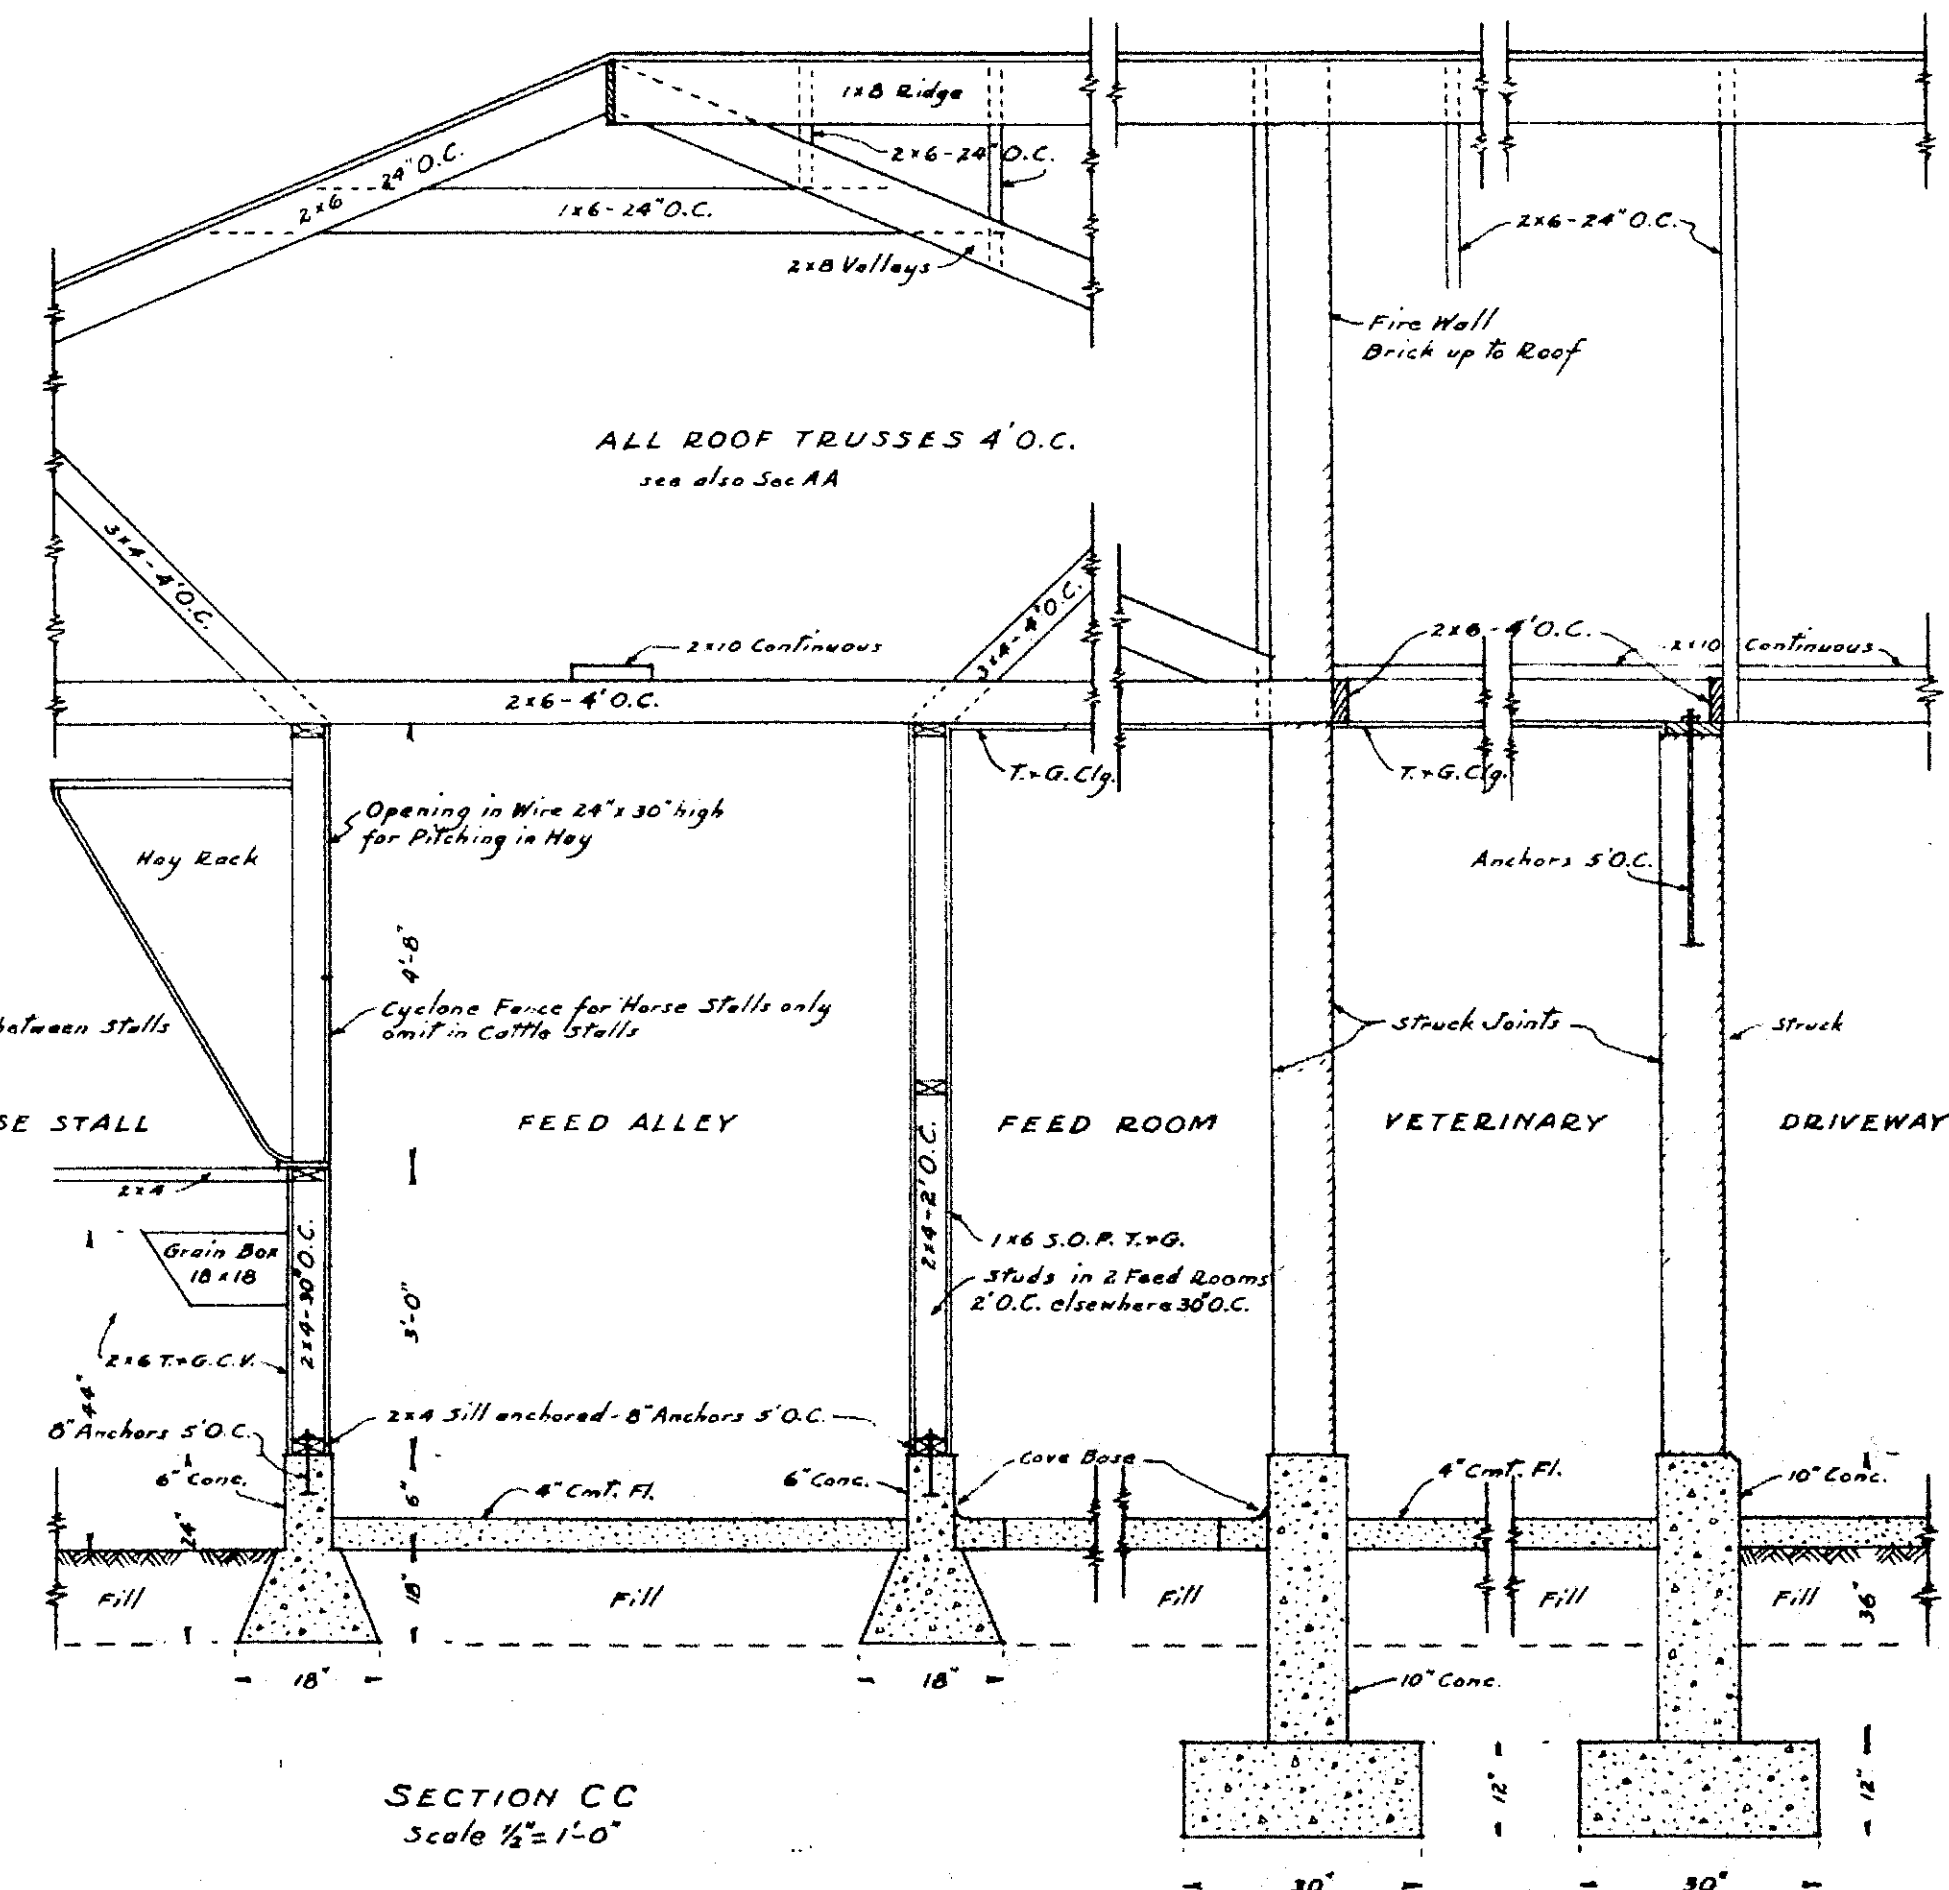 1x8 Ridge
24" O.C.
2x6
2x6-24" O.C.
1x6-24" O.C.
2x8 Valleys
2x6-24" O.C.
Fire Wall
Brick up to Roof
ALL ROOF TRUSSES 4' O.C.
see also Sec AA
3x4-4' O.C.
3x4-4' O.C.
2x10 Continuous
2x6-4' O.C.
2x10 Continuous
2x6-4' O.C.
T.&G. Clg.
T.&G. Clg.
Opening in Wire 24" x 30" high
for Pitching in Hay
Hay Rack
Anchors 5' O.C.
4'-8"
Cyclone Fence for Horse Stalls only
omit in Cattle Stalls
between Stalls
Struck Joints
Struck
SE STALL
FEED ALLEY
FEED ROOM
VETERINARY
DRIVEWAY
2x4
2x4-2' O.C.
Grain Box
18 x 18
2x4-30" O.C.
1x6 S.O.P. T.&G.
Studs in 2 Feed Rooms
2' O.C. elsewhere 30" O.C.
3'-0"
2x6 T.&G.C.V.
44"
8" Anchors 5' O.C.
2x4 Sill anchored - 8" Anchors 5' O.C.
6" Conc.
6"
4" Cmt. Fl.
6" Conc.
Cove Base
4" Cmt. Fl.
10" Conc.
24"
Fill
18"
Fill
Fill
Fill
Fill
36"
18"
18"
10" Conc.
12"
12"
SECTION CC
Scale 1/2" = 1'-0"
30"
30"